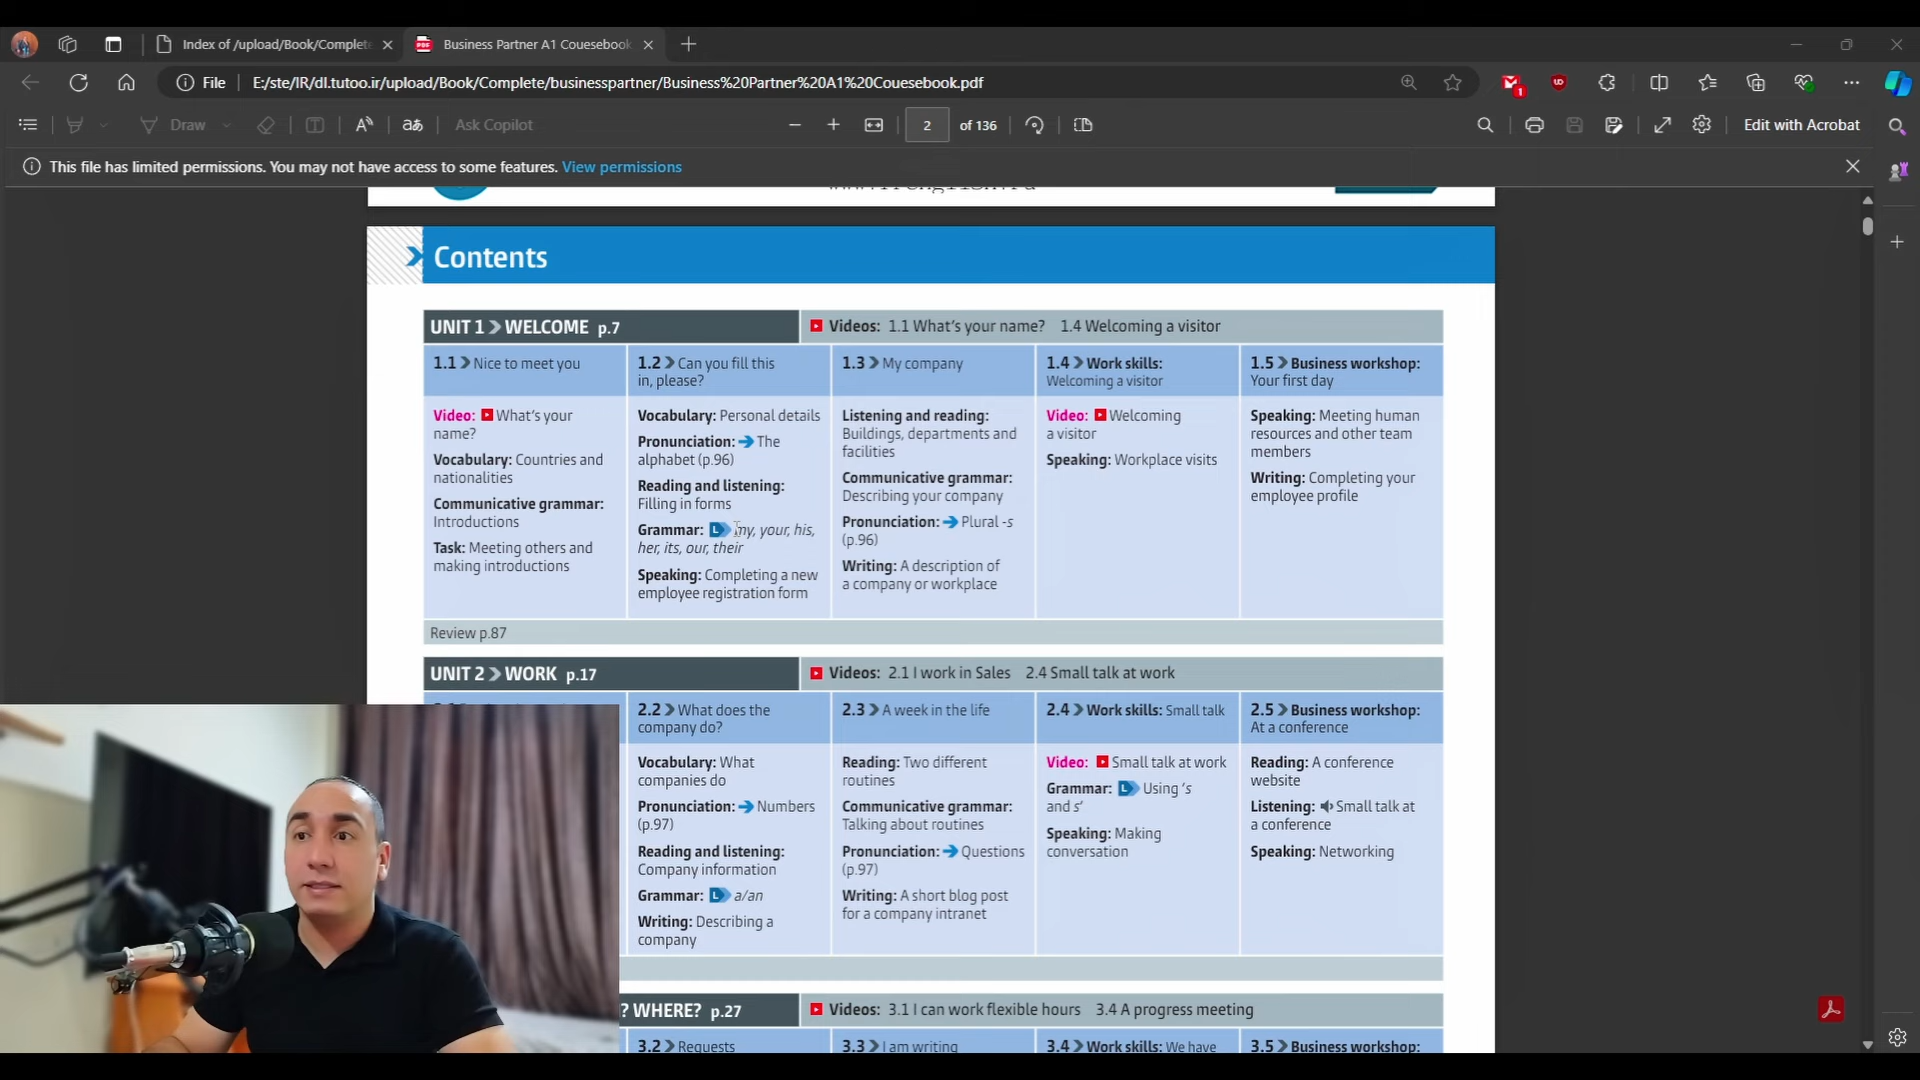 Index of /upload/Book/Complete
Business Partner A1 Couesebook
File
E:/ste/IR/dl.tutoo.ir/upload/Book/Complete/businesspartner/Business%20Partner%20A1%20Couesebook.pdf
1
Draw
Ask Copilot
2 of 136
Edit with Acrobat
This file has limited permissions. You may not have access to some features. View permissions
Contents
UNIT 1 > WELCOME p.7
Videos: 1.1 What's your name? 1.4 Welcoming a visitor
1.1 > Nice to meet you
Video: What's your
name?
Vocabulary: Countries and
nationalities
Communicative grammar:
Introductions
Task: Meeting others and
making introductions
1.2 > Can you fill this
in, please?
Vocabulary: Personal details
Pronunciation: → The
alphabet (p.96)
Reading and listening:
Filling in forms
Grammar: L my, your, his,
her, its, our, their
Speaking: Completing a new
employee registration form
1.3 > My company
Listening and reading:
Buildings, departments and
facilities
Communicative grammar:
Describing your company
Pronunciation: → Plural -s
(p.96)
Writing: A description of
a company or workplace
1.4 > Work skills:
Welcoming a visitor
Video: Welcoming
a visitor
Speaking: Workplace visits
1.5 > Business workshop:
Your first day
Speaking: Meeting human
resources and other team
members
Writing: Completing your
employee profile
Review p.87
UNIT 2 > WORK p.17
Videos: 2.1 I work in Sales 2.4 Small talk at work
2.2 > What does the
company do?
Vocabulary: What
companies do
Pronunciation: → Numbers
(p.97)
Reading and listening:
Company information
Grammar: L a/an
Writing: Describing a
company
2.3 > A week in the life
Reading: Two different
routines
Communicative grammar:
Talking about routines
Pronunciation: → Questions
(p.97)
Writing: A short blog post
for a company intranet
2.4 > Work skills: Small talk
Video: Small talk at work
Grammar: L Using 's
and s'
Speaking: Making
conversation
2.5 > Business workshop:
At a conference
Reading: A conference
website
Listening: Small talk at
a conference
Speaking: Networking
? WHERE? p.27
Videos: 3.1 I can work flexible hours 3.4 A progress meeting
3.2 > Requests
3.3 > I am writing
3.4 > Work skills: We have
3.5 > Business workshop: